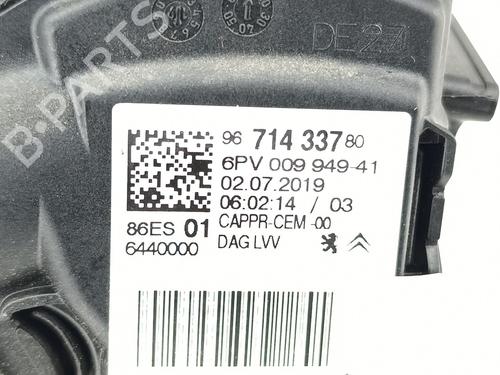 DE27
96 714 337 80
6PV 009 949-41
02.07.2019
06:02:14 / 03
86ES 01 CAPPR-CEM -00
6440000 DAG LVV
B-PARTS